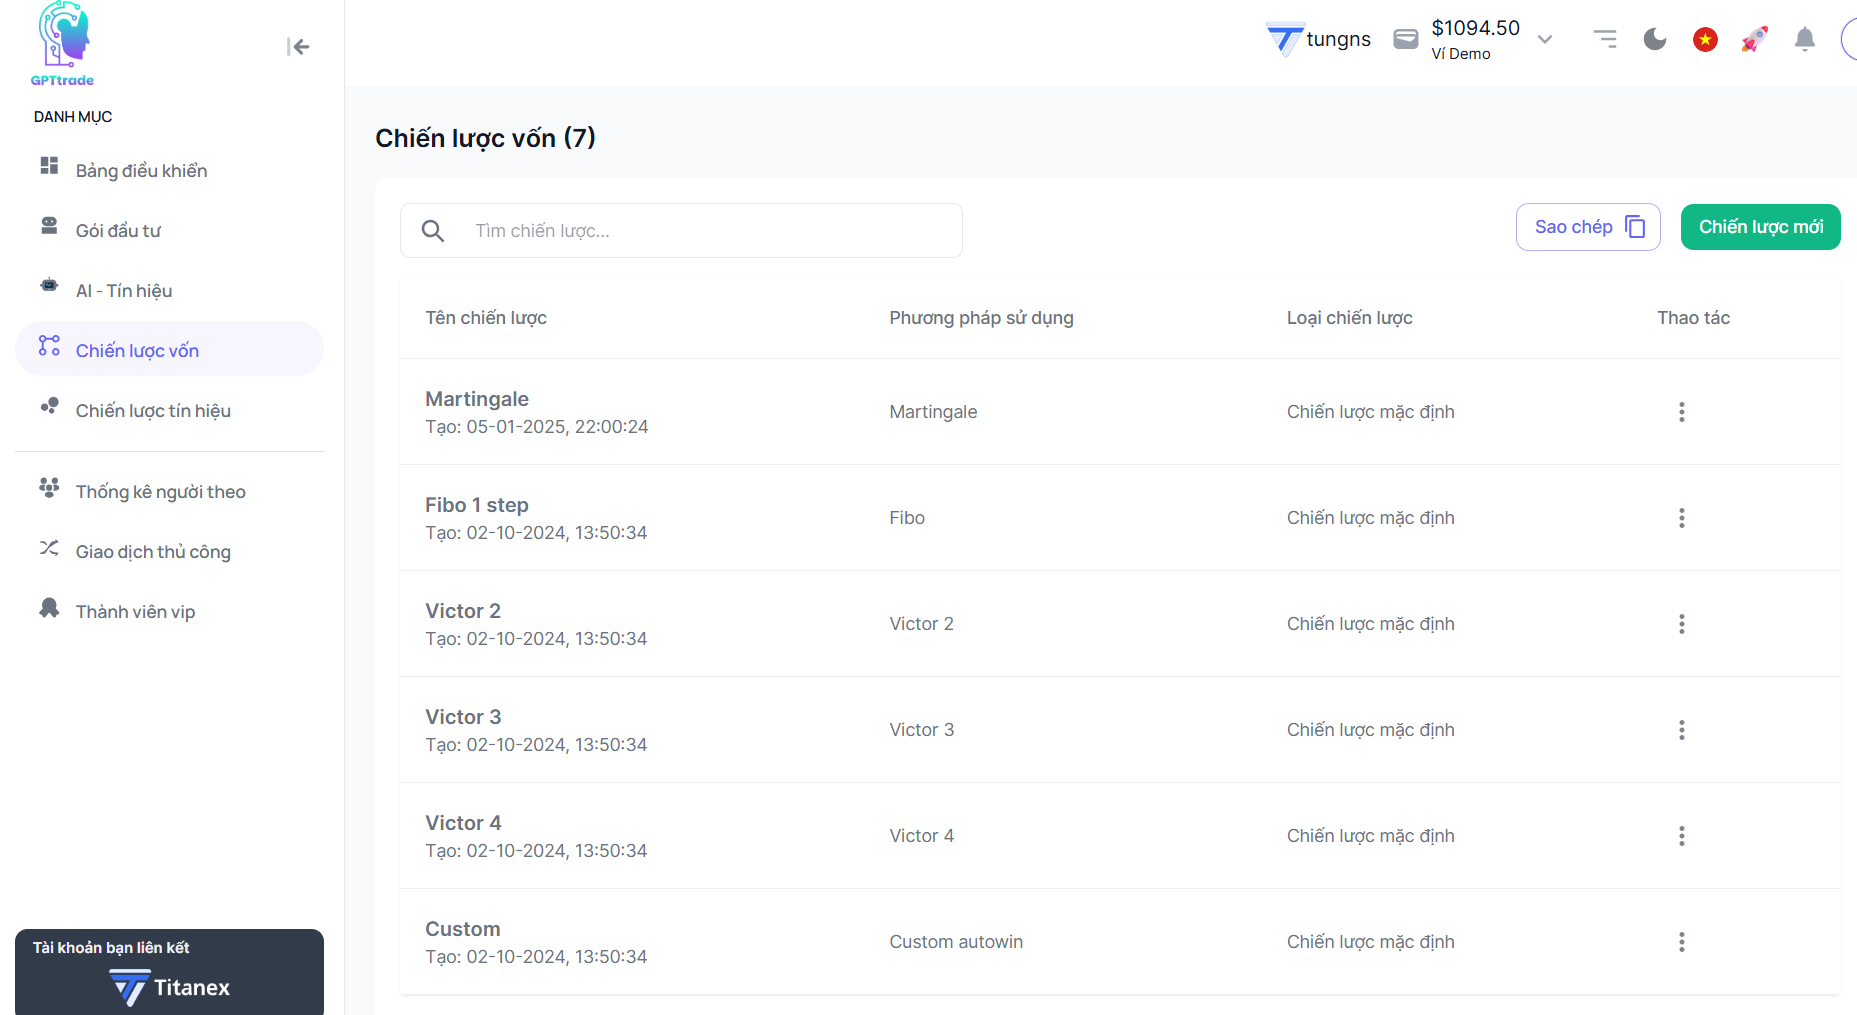 GPTtrade
DANH MỤC
Bảng điều khiển
Gói đầu tư
AI - Tín hiệu
Chiến lược vốn
Chiến lược tín hiệu
Thống kê người theo
Giao dịch thủ công
Thành viên vip
Tài khoản bạn liên kết
Titanex
tungns
$1094.50
Ví Demo
Chiến lược vốn (7)
Tìm chiến lược...
Sao chép
Chiến lược mới
Tên chiến lược Phương pháp sử dụng Loại chiến lược Thao tác
Martingale
Tạo: 05-01-2025, 22:00:24
Martingale
Chiến lược mặc định
Fibo 1 step
Tạo: 02-10-2024, 13:50:34
Fibo
Chiến lược mặc định
Victor 2
Tạo: 02-10-2024, 13:50:34
Victor 2
Chiến lược mặc định
Victor 3
Tạo: 02-10-2024, 13:50:34
Victor 3
Chiến lược mặc định
Victor 4
Tạo: 02-10-2024, 13:50:34
Victor 4
Chiến lược mặc định
Custom
Tạo: 02-10-2024, 13:50:34
Custom autowin
Chiến lược mặc định